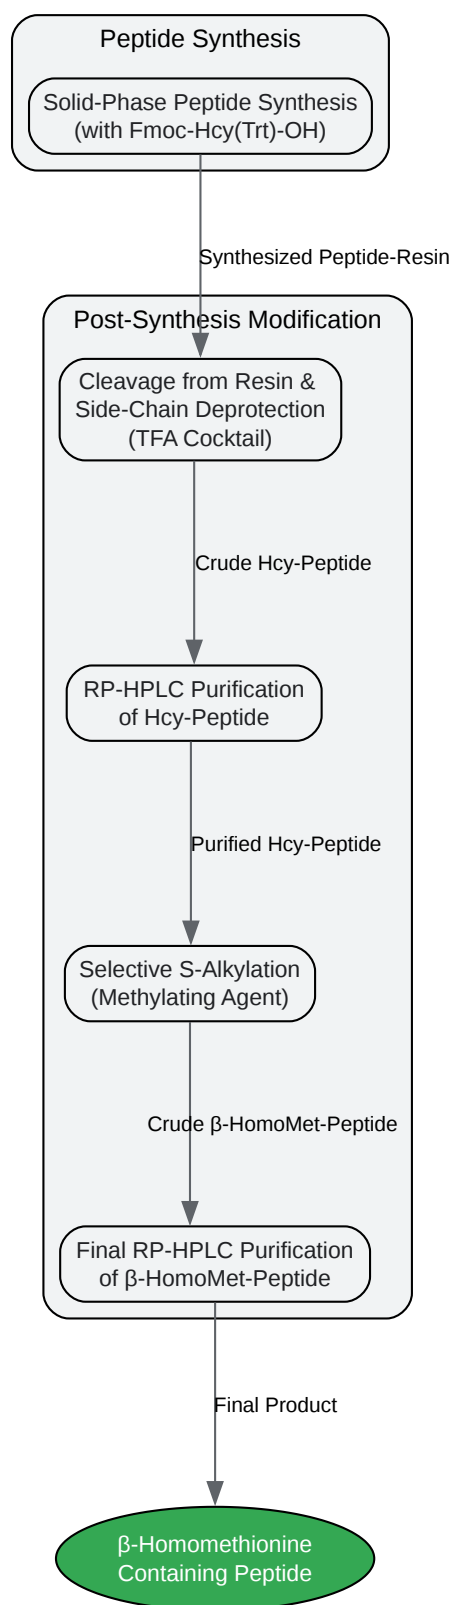 Peptide Synthesis
Solid-Phase Peptide Synthesis
(with Fmoc-Hcy(Trt)-OH)
Synthesized Peptide-Resin
Post-Synthesis Modification
Cleavage from Resin &
Side-Chain Deprotection
(TFA Cocktail)
Crude Hcy-Peptide
RP-HPLC Purification
of Hcy-Peptide
Purified Hcy-Peptide
Selective S-Alkylation
(Methylating Agent)
Crude β-HomoMet-Peptide
Final RP-HPLC Purification
of β-HomoMet-Peptide
Final Product
β-Homomethionine
Containing Peptide